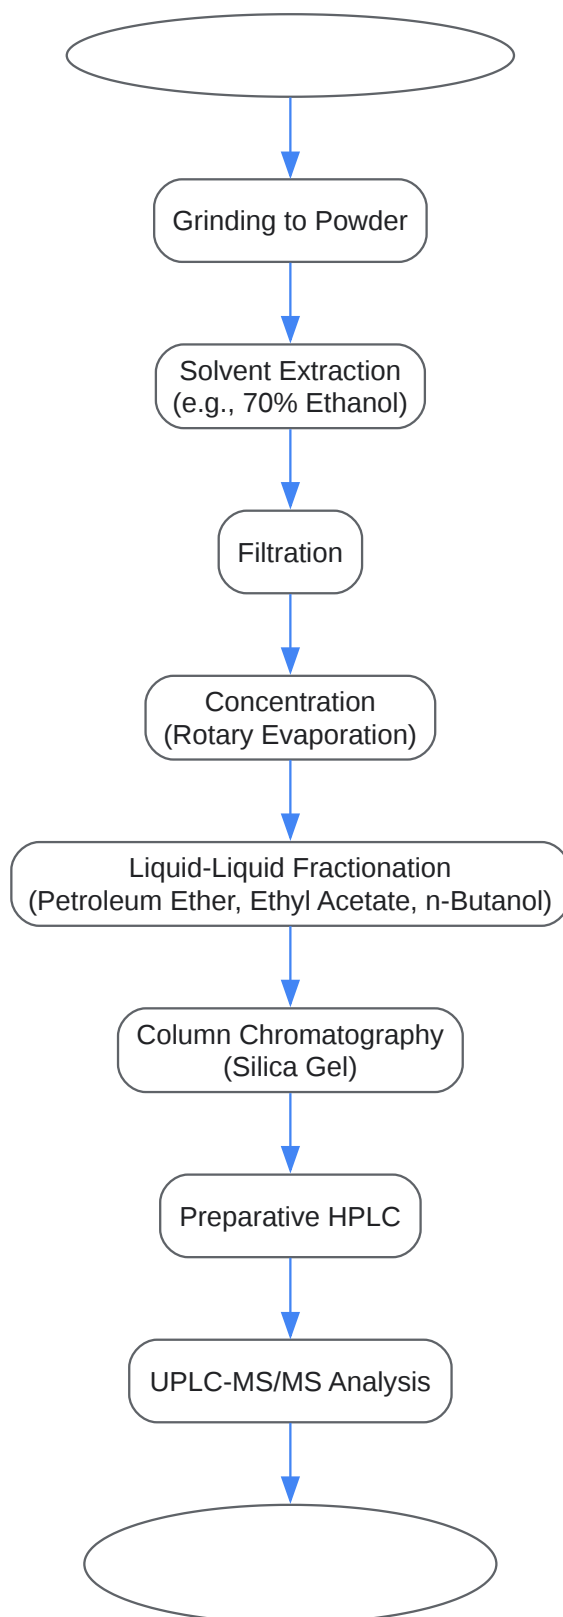 Grinding to Powder
Solvent Extraction
(e.g., 70% Ethanol)
Filtration
Concentration
(Rotary Evaporation)
Liquid-Liquid Fractionation
(Petroleum Ether, Ethyl Acetate, n-Butanol)
Column Chromatography
(Silica Gel)
Preparative HPLC
UPLC-MS/MS Analysis